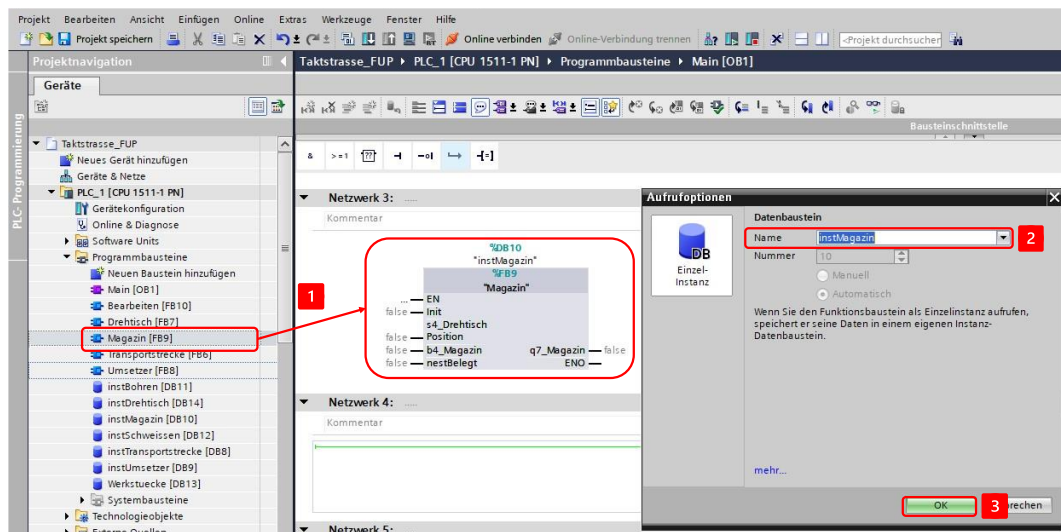 Projekt Bearbeiten Ansicht Einfügen Online Extras Werkzeuge Fenster Hilfe
Projekt speichern Online verbinden Online-Verbindung trennen <Projekt durchsuchen
Projektnavigation
Taktstrasse_FUP PLC_1 [CPU 1511-1 PN] Programmbausteine Main [OB1]
Geräte
Bausteinschnittstelle
PLC- Programmierung
Taktstrasse_FUP
Neues Gerät hinzufügen
Geräte & Netze
PLC_1 [CPU 1511-1 PN]
Gerätekonfiguration
Online & Diagnose
Software Units
Programmbausteine
Neuen Baustein hinzufügen
Main [OB1]
Bearbeiten [FB10]
Drehtisch [FB7]
Magazin [FB9]
Transportstrecke [FB6]
Umsetzer [FB8]
instBohren [DB11]
instDrehtisch [DB14]
instMagazin [DB10]
instSchweissen [DB12]
instTransportstrecke [DB8]
instUmsetzer [DB9]
Werkstuecke [DB13]
Systembausteine
Technologieobjekte
Externe Quellen
& >=1 [??] -| -o| [=]
Netzwerk 3: .....
Kommentar
1
%DB10
"instMagazin"
%FB9
"Magazin"
... EN
false Init
s4_Drehtisch
false Position
false b4_Magazin q7_Magazin false
false nestBelegt ENO
Netzwerk 4: .....
Kommentar
Netzwerk 5:
Aufrufoptionen X
DB
Einzel-
Instanz
Datenbaustein
Name instMagazin 2
Nummer 10
Manuell
Automatisch
Wenn Sie den Funktionsbaustein als Einzelinstanz aufrufen,
speichert er seine Daten in einem eigenen Instanz-
Datenbaustein.
mehr...
OK 3 rechen